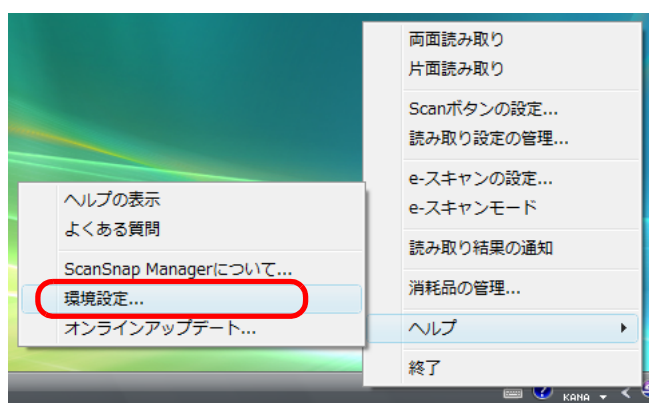 両面読み取り
片面読み取り
Scanボタンの設定...
読み取り設定の管理...
e-スキャンの設定...
e-スキャンモード
読み取り結果の通知
消耗品の管理...
ヘルプ
終了
ヘルプの表示
よくある質問
ScanSnap Managerについて...
環境設定...
オンラインアップデート...
KANA